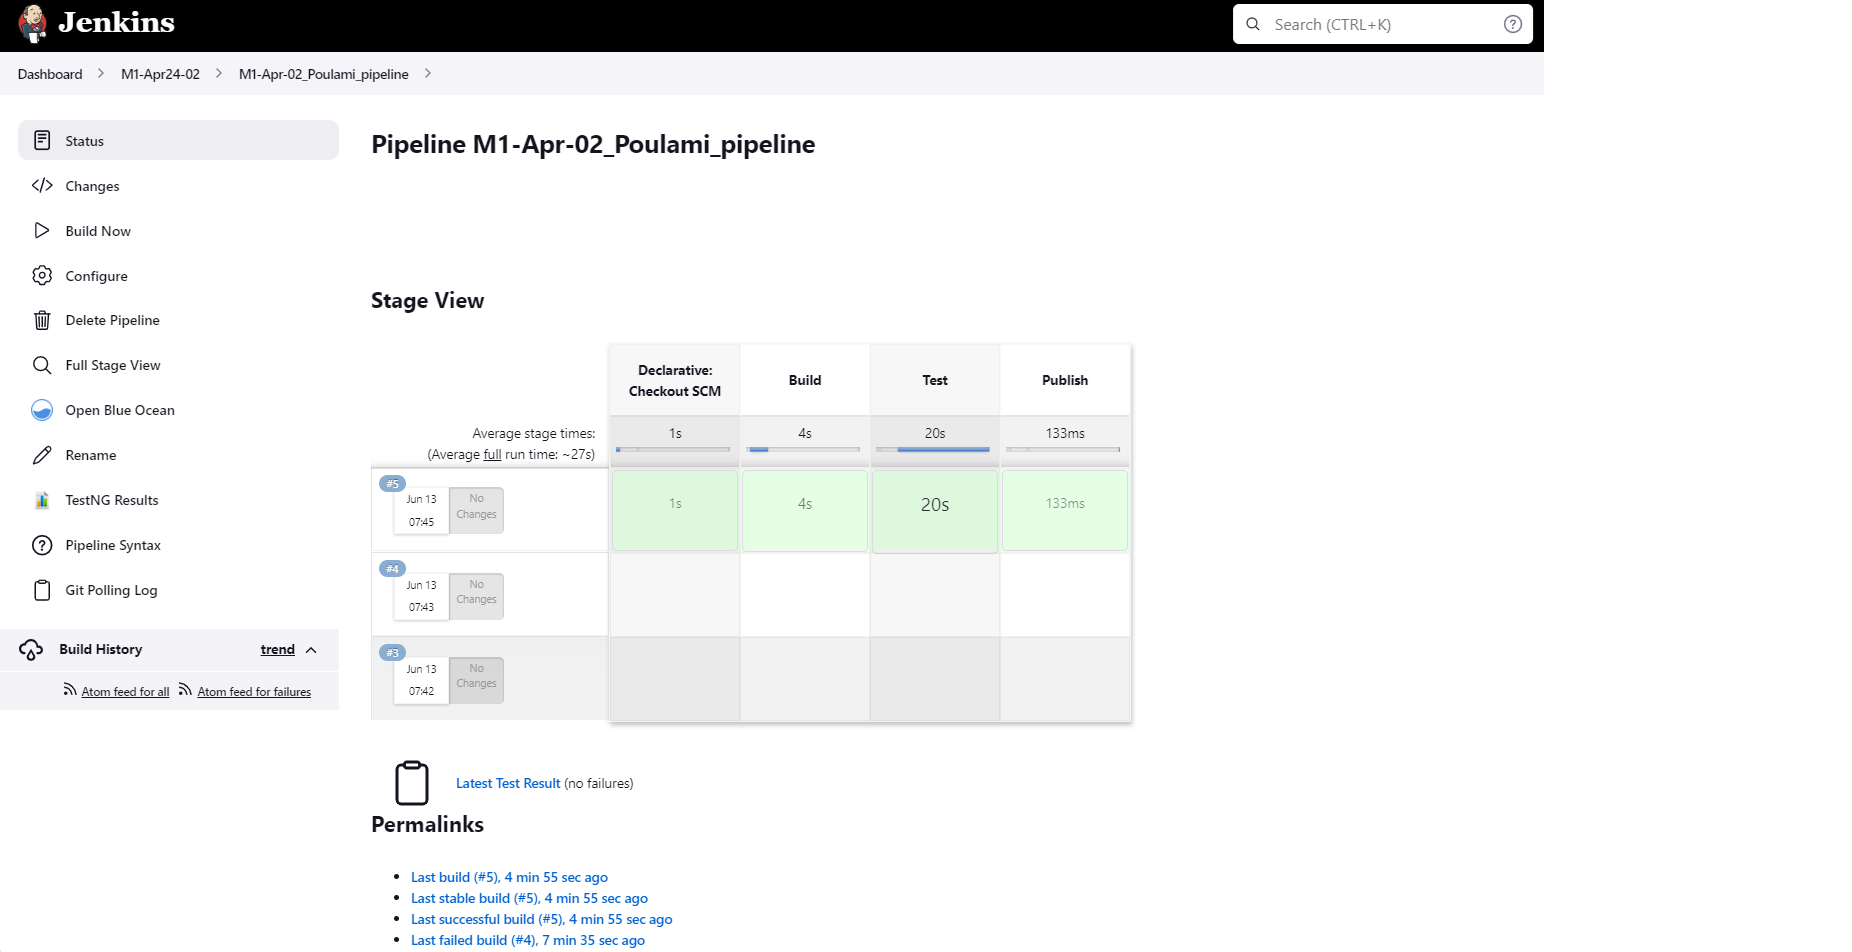 Jenkins
Search (CTRL+K)
Dashboard
M1-Apr24-02
M1-Apr-02_Poulami_pipeline
Status
Changes
Build Now
Configure
Delete Pipeline
Full Stage View
Open Blue Ocean
Rename
TestNG Results
Pipeline Syntax
Git Polling Log
Build History
trend
Atom feed for all
Atom feed for failures
Pipeline M1-Apr-02_Poulami_pipeline
Stage View
Declarative:
Checkout SCM
Build
Test
Publish
Average stage times:
(Average full run time: ~27s)
1s
4s
20s
133ms
#5
Jun 13
07:45
No
Changes
1s
4s
20s
133ms
#4
Jun 13
07:43
No
Changes
#3
Jun 13
07:42
No
Changes
Latest Test Result (no failures)
Permalinks
Last build (#5), 4 min 55 sec ago
Last stable build (#5), 4 min 55 sec ago
Last successful build (#5), 4 min 55 sec ago
Last failed build (#4), 7 min 35 sec ago